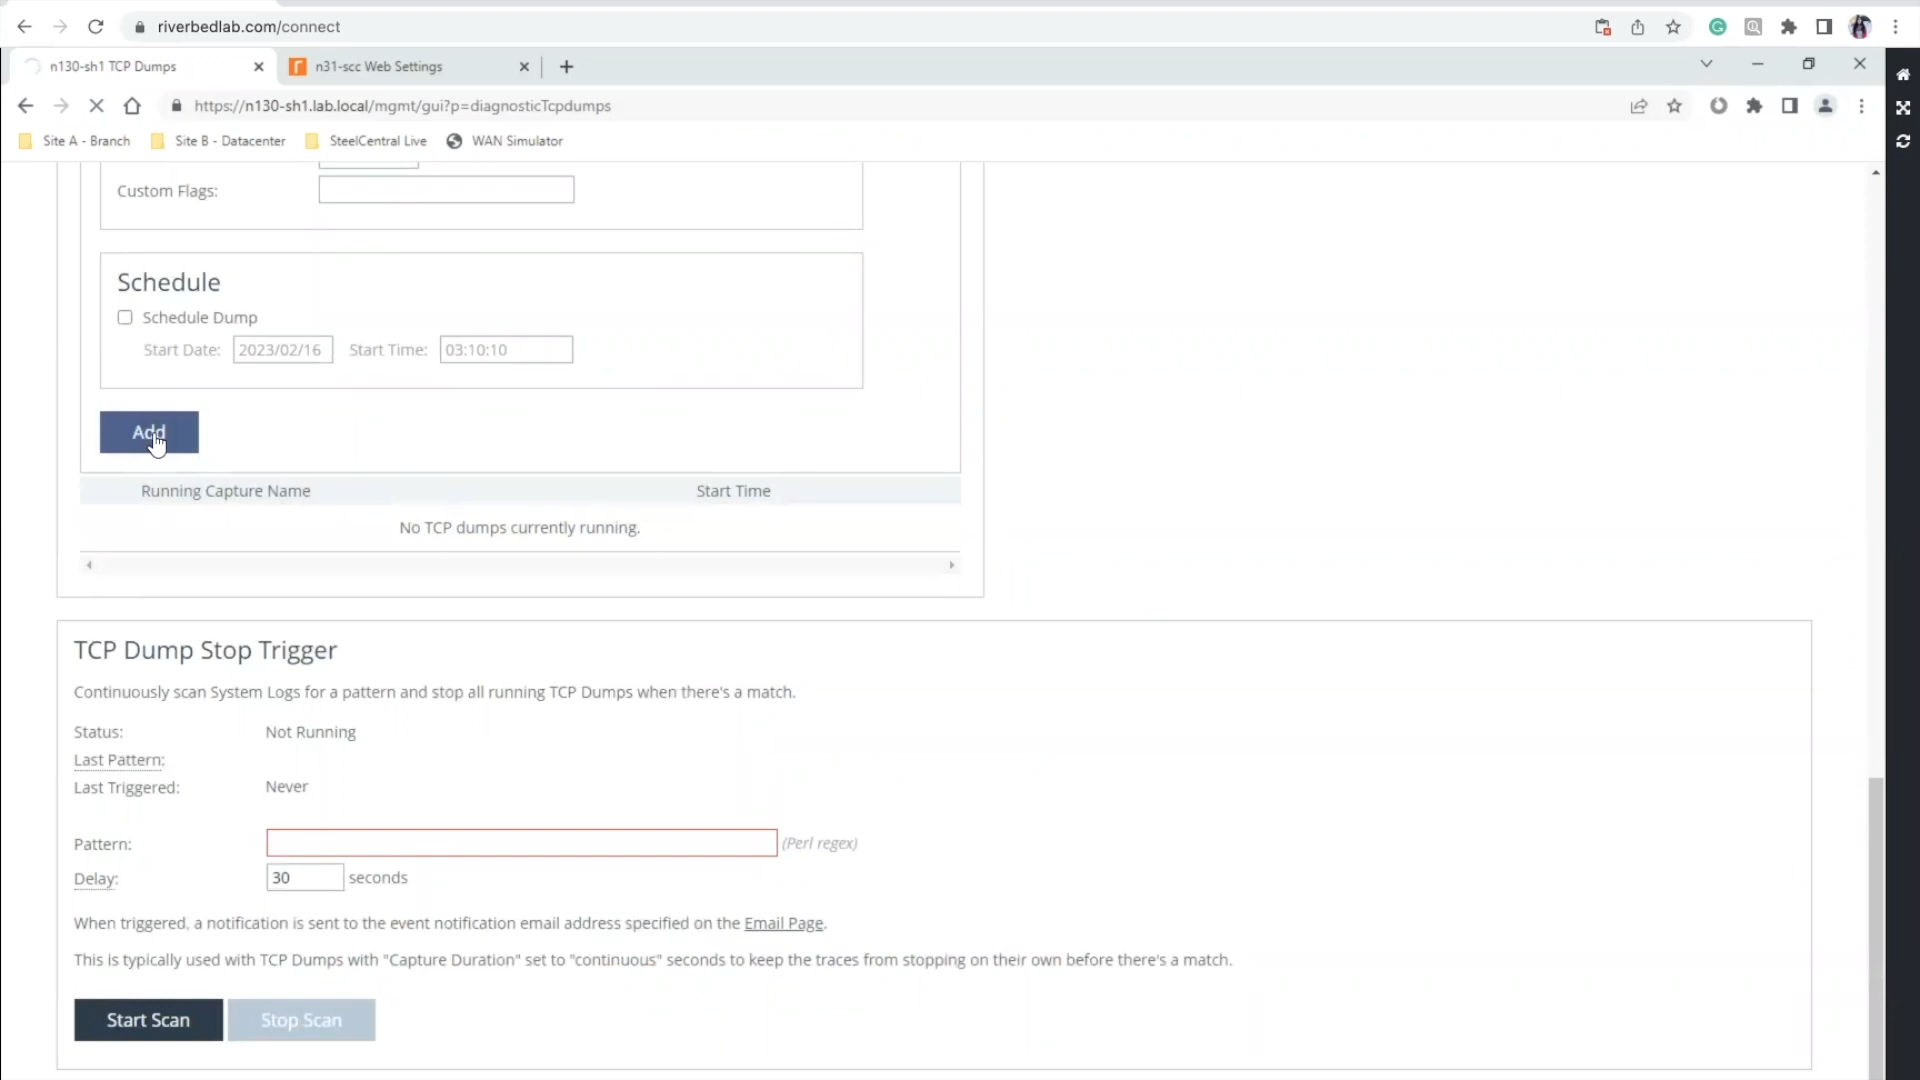 riverbedlab.com/connect
n130-sh1 TCP Dumps
n31-scc Web Settings
https://n130-sh1.lab.local/mgmt/gui?p=diagnosticTcpdumps
Site A - Branch
Site B - Datacenter
SteelCentral Live
WAN Simulator
Custom Flags:
Schedule
Schedule Dump
Start Date: 2023/02/16 Start Time: 03:10:10
Add
Running Capture Name Start Time
No TCP dumps currently running.
TCP Dump Stop Trigger
Continuously scan System Logs for a pattern and stop all running TCP Dumps when there's a match.
Status: Not Running
Last Pattern:
Last Triggered: Never
Pattern: (Perl regex)
Delay: 30 seconds
When triggered, a notification is sent to the event notification email address specified on the Email Page.
This is typically used with TCP Dumps with "Capture Duration" set to "continuous" seconds to keep the traces from stopping on their own before there's a match.
Start Scan Stop Scan